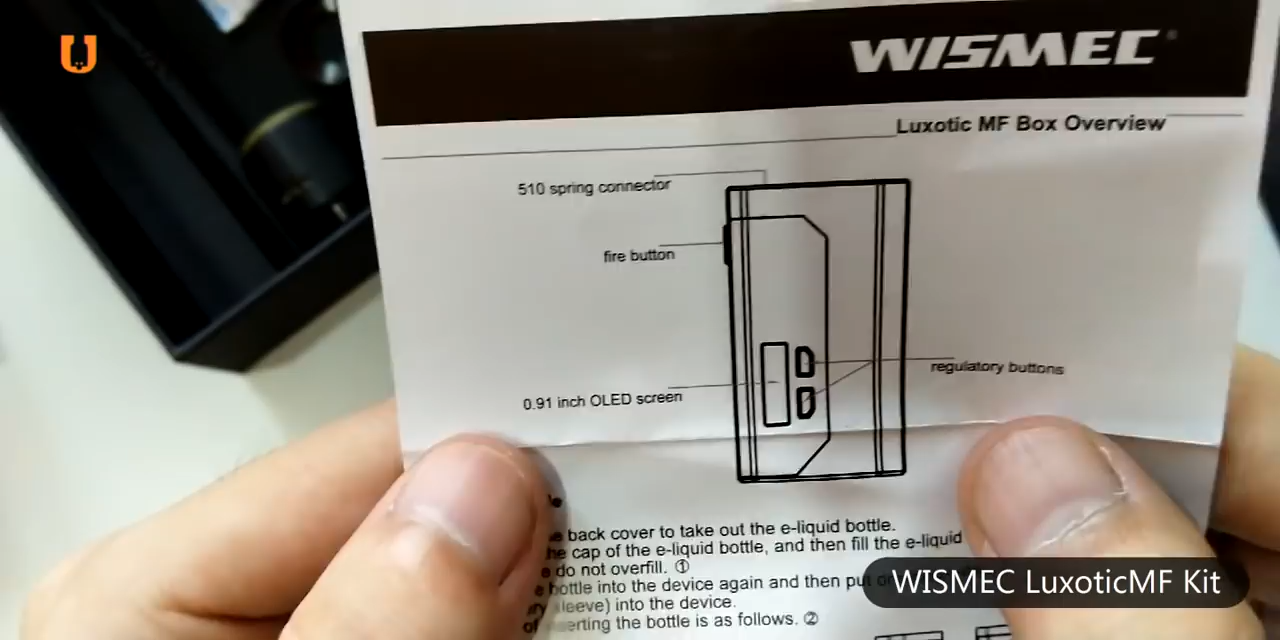 U
WISMEC
Luxotic MF Box Overview
510 spring connector
fire button
regulatory buttons
0.91 inch OLED screen
back cover to take out the e-liquid bottle.
cap of the e-liquid bottle, and then fill the e-liquid
do not overfill. ①
bottle into the device again and then put
sleeve) into the device.
of inserting the bottle is as follows. ②
WISMEC LuxoticMF Kit